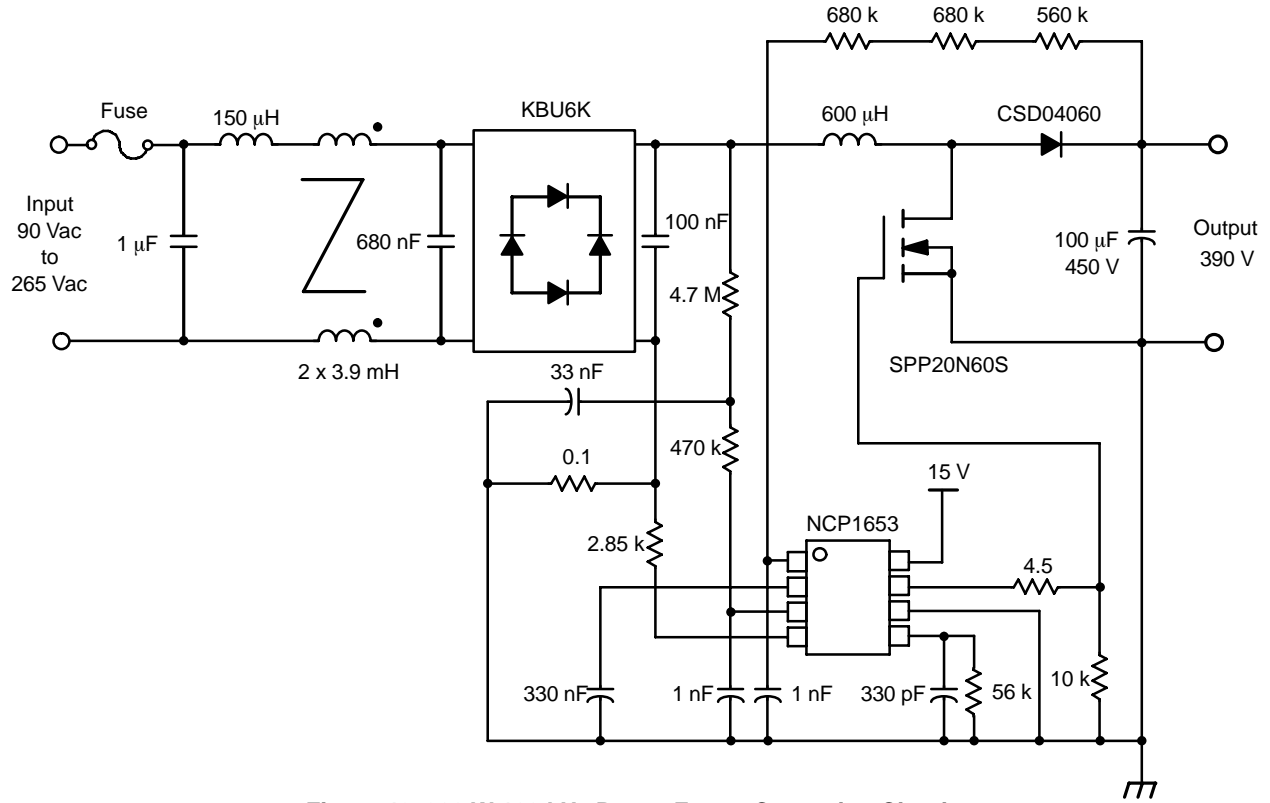 680 k
680 k
560 k
Fuse
150 μH
KBU6K
600 μH
CSD04060
Input
90 Vac
to
265 Vac
1 μF
680 nF
100 nF
4.7 M
100 μF
450 V
Output
390 V
2 x 3.9 mH
33 nF
SPP20N60S
470 k
0.1
15 V
NCP1653
2.85 k
4.5
330 nF
1 nF
1 nF
330 pF
56 k
10 k